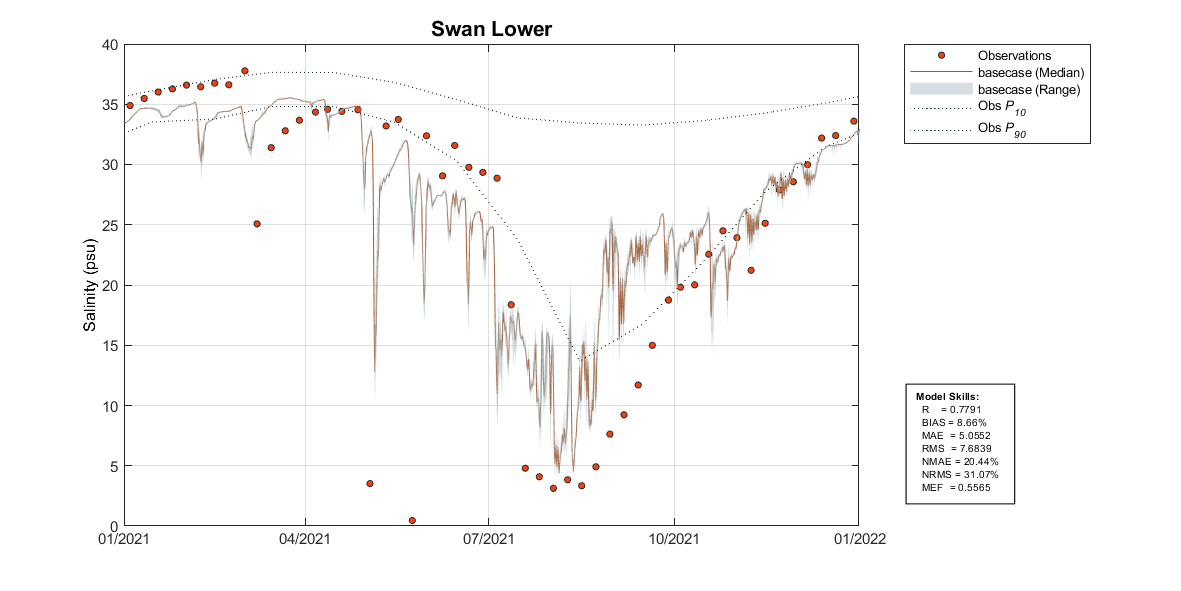 Swan Lower
40
35
30
25
20
15
10
5
0
Salinity (psu)
01/2021
04/2021
07/2021
10/2021
01/2022
Observations
basecase (Median)
basecase (Range)
Obs P10
Obs P90
Model Skills:
R = 0.7791
BIAS = 8.66%
MAE = 5.0552
RMS = 7.6839
NMAE = 20.44%
NRMS = 31.07%
MEF = 0.5565